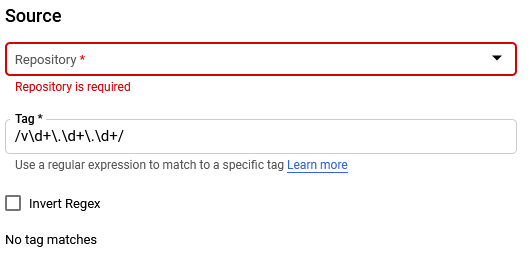 Source
Repository *
Repository is required
Tag *
/v\d+\.\d+\.\d+/
Use a regular expression to match to a specific tag Learn more
Invert Regex
No tag matches